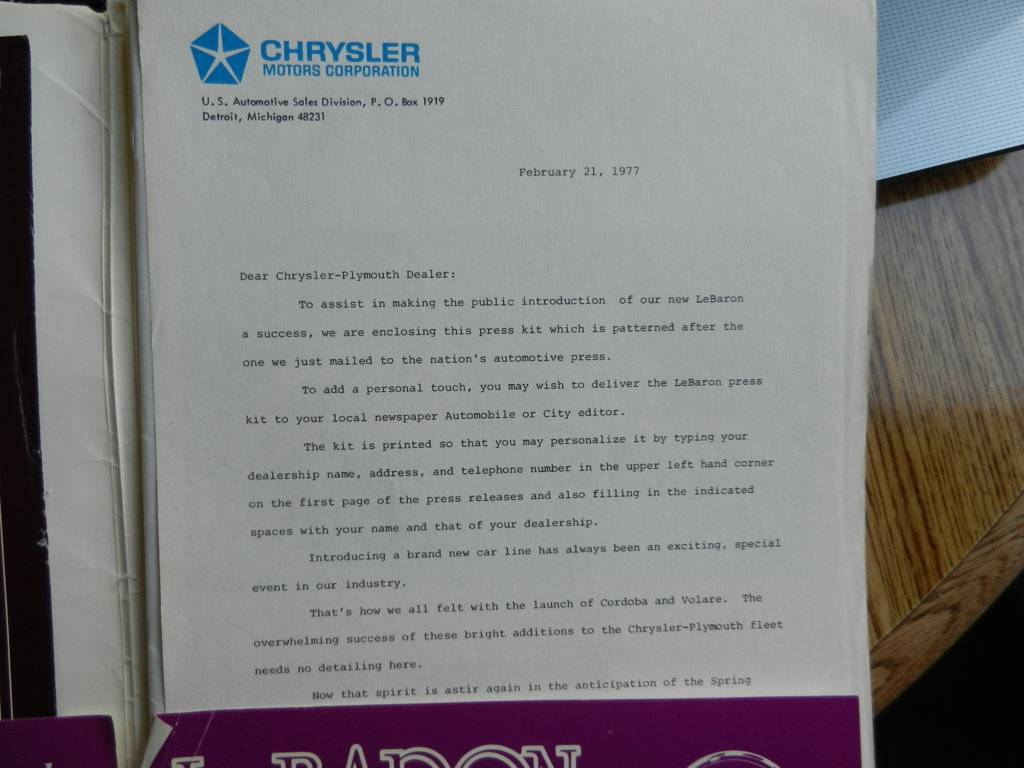 CHRYSLER
MOTORS CORPORATION
U. S. Automotive Sales Division, P. O. Box 1919
Detroit, Michigan 48231
February 21, 1977
Dear Chrysler-Plymouth Dealer:
To assist in making the public introduction of our new LeBaron
a success, we are enclosing this press kit which is patterned after the
one we just mailed to the nation's automotive press.
To add a personal touch, you may wish to deliver the LeBaron press
kit to your local newspaper Automobile or City editor.
The kit is printed so that you may personalize it by typing your
dealership name, address, and telephone number in the upper left hand corner
on the first page of the press releases and also filling in the indicated
spaces with your name and that of your dealership.
Introducing a brand new car line has always been an exciting, special
event in our industry.
That's how we all felt with the launch of Cordoba and Volare. The
overwhelming success of these bright additions to the Chrysler-Plymouth fleet
needs no detailing here.
Now that spirit is astir again in the anticipation of the Spring
LeBARON